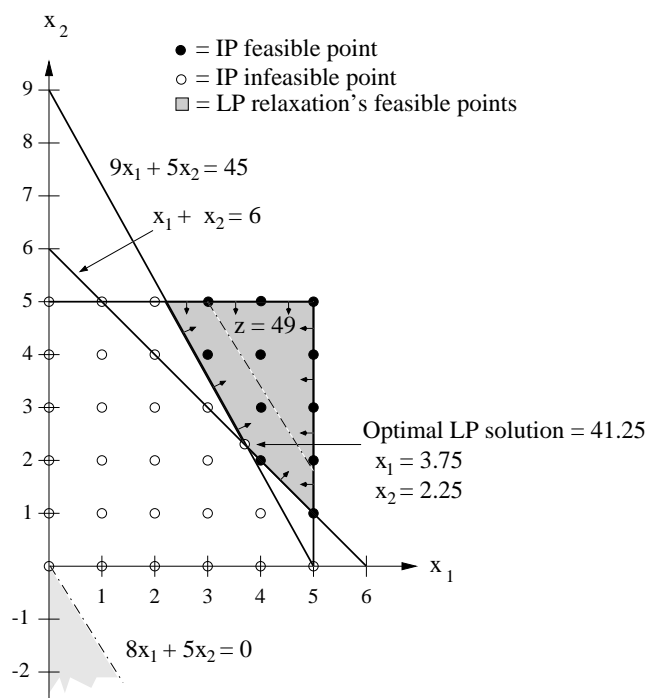 x2
● = IP feasible point
○ = IP infeasible point
= LP relaxation's feasible points
9
8
9x1 + 5x2 = 45
7
x1 + x2 = 6
6
5
z = 49
4
3
Optimal LP solution = 41.25
x1 = 3.75
2
x2 = 2.25
1
x1
1 2 3 4 5 6
-1
8x1 + 5x2 = 0
-2